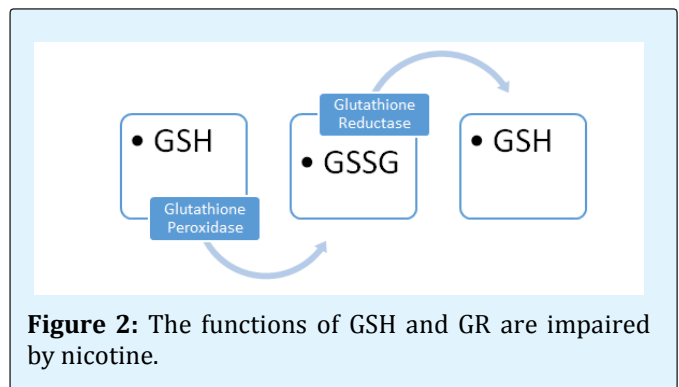 • GSH
Glutathione
Peroxidase
Glutathione
Reductase
• GSSG
• GSH
Figure 2: The functions of GSH and GR are impaired
by nicotine.